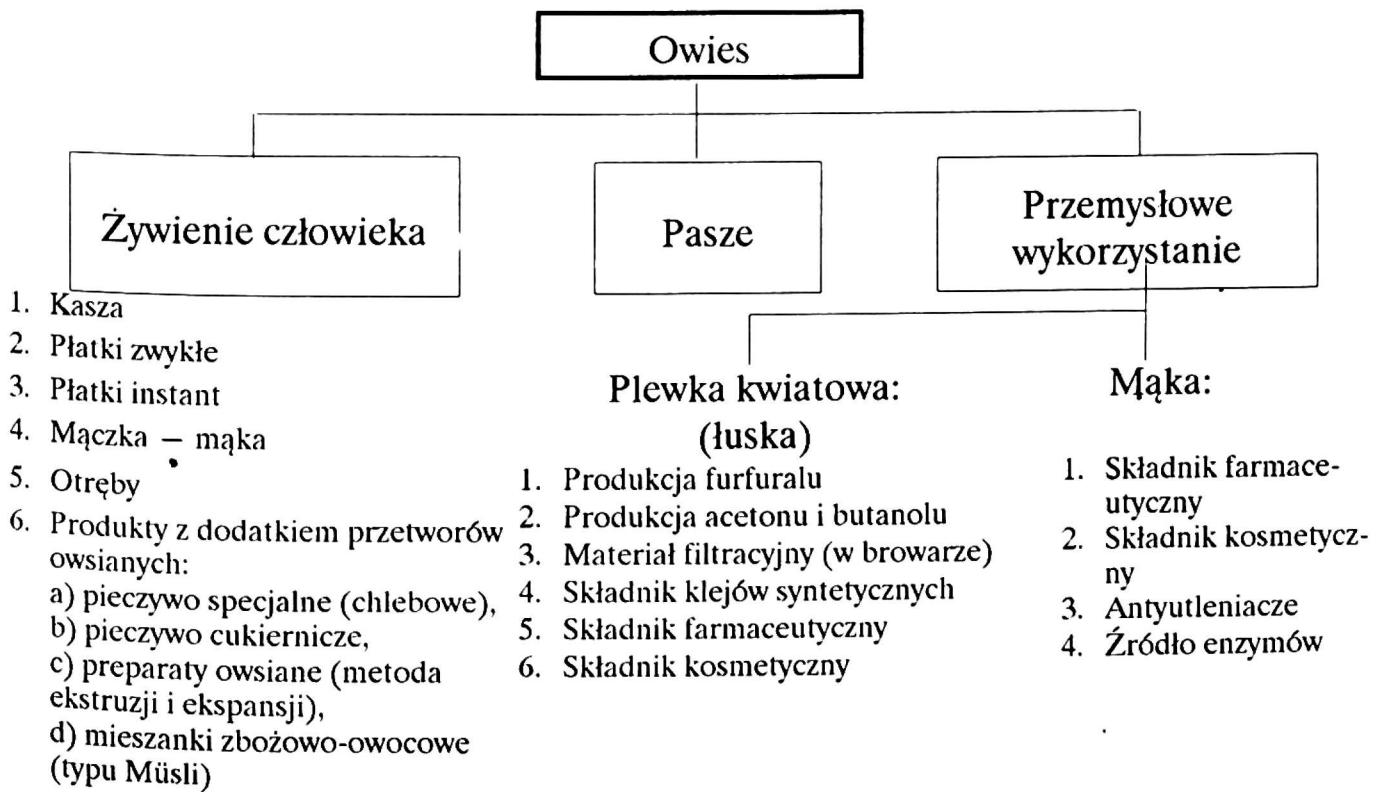 Owies
Żywienie człowieka
Pasze
Przemysłowe
wykorzystanie
1. Kasza
2. Płatki zwykłe
3. Płatki instant
4. Mączka – mąka
5. Otręby
6. Produkty z dodatkiem przetworów
owsianych:
a) pieczywo specjalne (chlebowe),
b) pieczywo cukiernicze,
c) preparaty owsiane (metoda
ekstruzji i ekspansji),
d) mieszanki zbożowo-owocowe
(typu Müsli)
Plewka kwiatowa:
(łuska)
1. Produkcja furfuralu
2. Produkcja acetonu i butanolu
3. Materiał filtracyjny (w browarze)
4. Składnik klejów syntetycznych
5. Składnik farmaceutyczny
6. Składnik kosmetyczny
Mąka:
1. Składnik farmace-
utyczny
2. Składnik kosmetycz-
ny
3. Antyutleniacze
4. Źródło enzymów